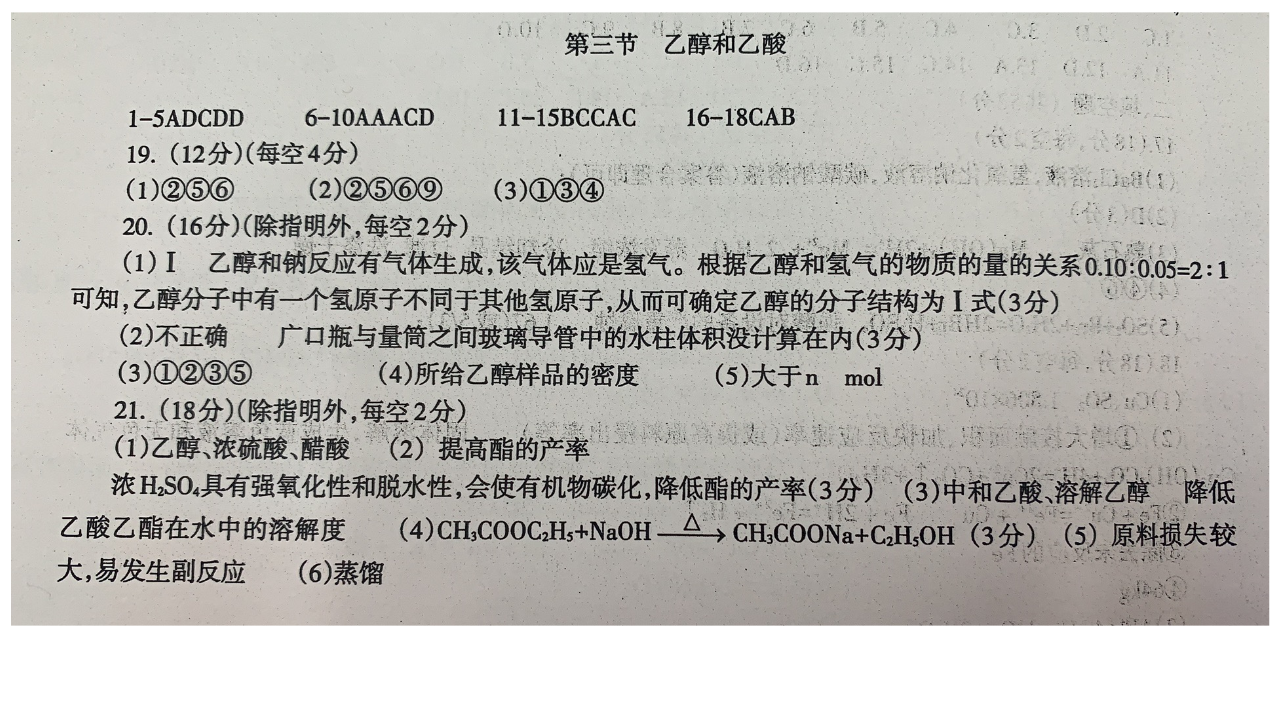 第三节 乙醇和乙酸
1-5ADCDD 6-10AAACD 11-15BCCAC 16-18CAB
19.(12分)(每空4分)
(1)②⑤⑥ (2)②⑤⑥⑨ (3)①③④
20.(16分)(除指明外,每空2分)
(1)Ⅰ 乙醇和钠反应有气体生成,该气体应是氢气。根据乙醇和氢气的物质的量的关系0.10:0.05=2:1
可知,乙醇分子中有一个氢原子不同于其他氢原子,从而可确定乙醇的分子结构为Ⅰ式(3分)
(2)不正确 广口瓶与量筒之间玻璃导管中的水柱体积没计算在内(3分)
(3)①②③⑤ (4)所给乙醇样品的密度 (5)大于n mol
21.(18分)(除指明外,每空2分)
(1)乙醇、浓硫酸、醋酸 (2) 提高酯的产率
浓H₂SO₄具有强氧化性和脱水性,会使有机物碳化,降低酯的产率(3分) (3)中和乙酸、溶解乙醇 降低
乙酸乙酯在水中的溶解度 (4)CH₃COOC₂H₅+NaOH —△→ CH₃COONa+C₂H₅OH (3分) (5) 原料损失较
大,易发生副反应 (6)蒸馏